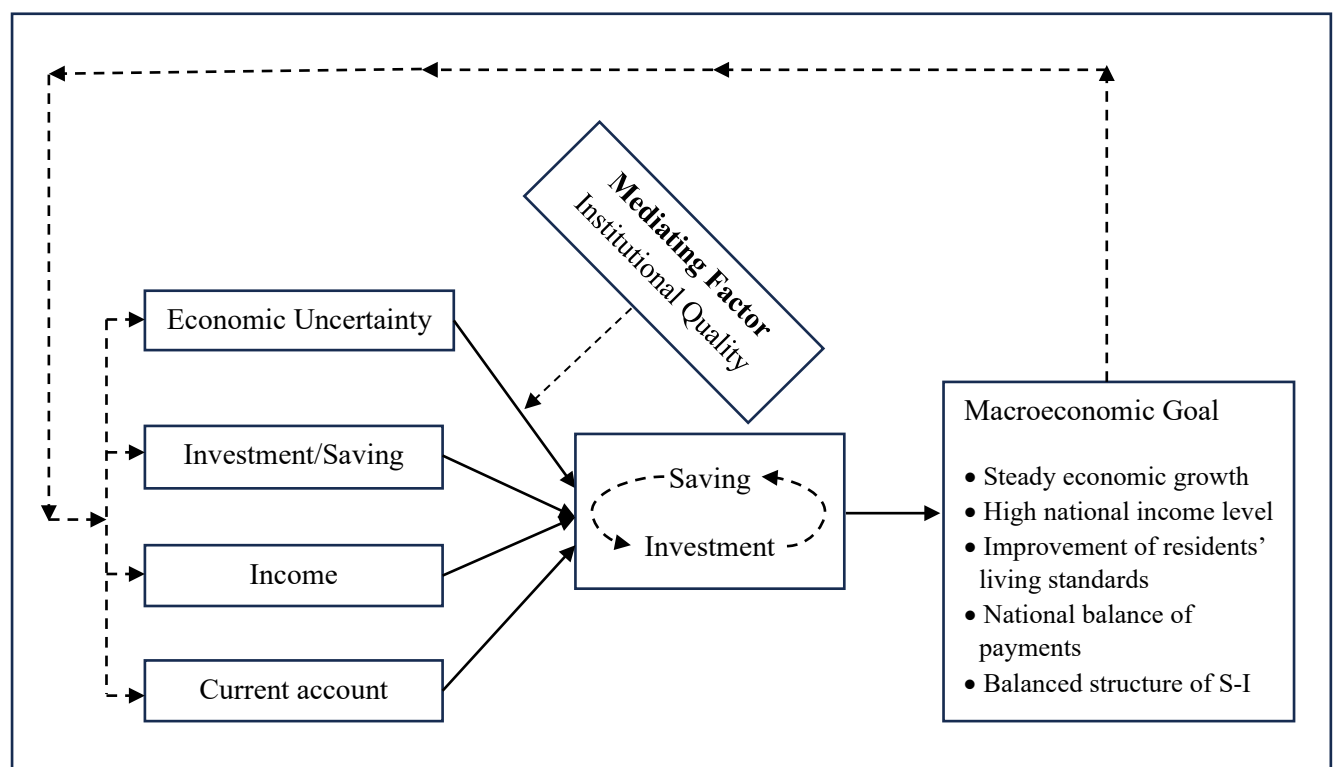 Mediating Factor
Institutional Quality
Economic Uncertainty
Investment/Saving
Income
Current account
Saving
Investment
Macroeconomic Goal
• Steady economic growth
• High national income level
• Improvement of residents’
living standards
• National balance of
payments
• Balanced structure of S-I